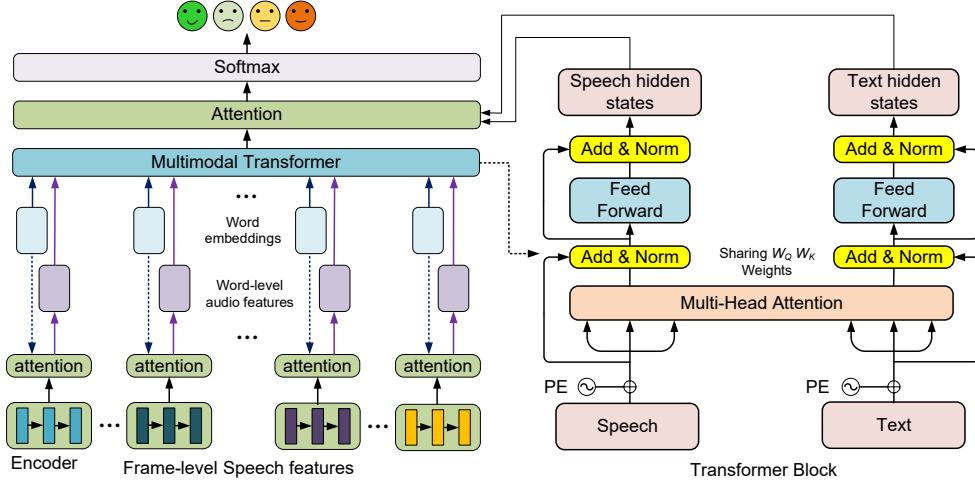 Softmax
Attention
Multimodal Transformer
...
Word
embeddings
Word-level
audio features
...
attention
attention
attention
attention
...
...
Encoder
Frame-level Speech features
Speech hidden
states
Text hidden
states
Add & Norm
Add & Norm
Feed
Forward
Feed
Forward
Add & Norm
Sharing W_Q W_K
Weights
Add & Norm
Multi-Head Attention
PE
PE
Speech
Text
Transformer Block